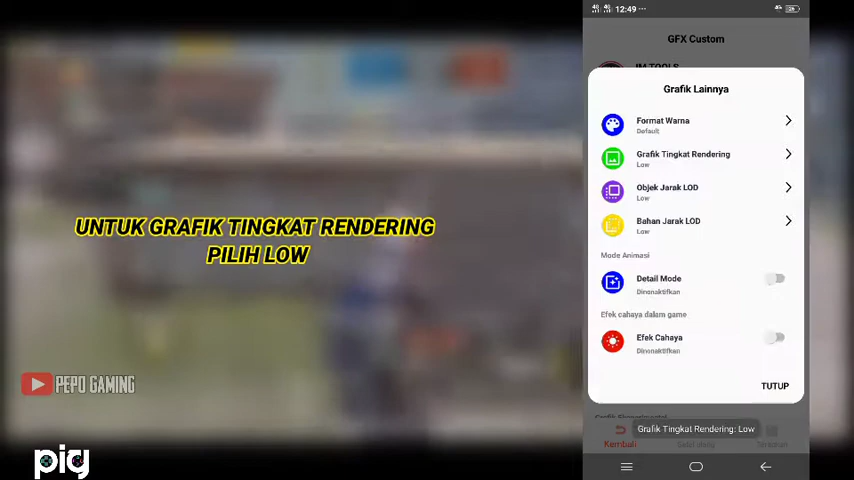 12:49
GFX Custom
IM TOOLS
Grafik Lainnya
Format Warna
Default
Grafik Tingkat Rendering
Low
Objek Jarak LOD
Low
Bahan Jarak LOD
Low
Mode Animasi
Detail Mode
Dinonaktifkan
Efek cahaya dalam game
Efek Cahaya
Dinonaktifkan
TUTUP
Grafik Tingkat Rendering: Low
Kembali
UNTUK GRAFIK TINGKAT RENDERING
PILIH LOW
PEPO GAMING
pig